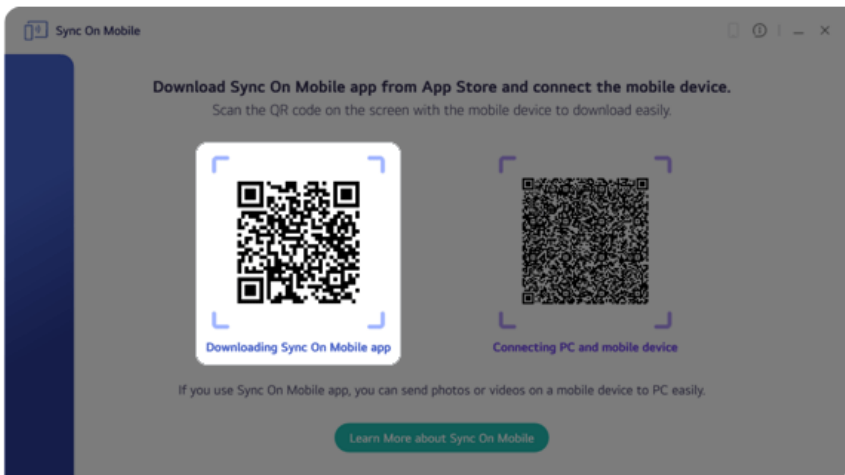 Sync On Mobile
Download Sync On Mobile app from App Store and connect the mobile device.
Scan the QR code on the screen with the mobile device to download easily.
Downloading Sync On Mobile app
Connecting PC and mobile device
If you use Sync On Mobile app, you can send photos or videos on a mobile device to PC easily.
Learn More about Sync On Mobile